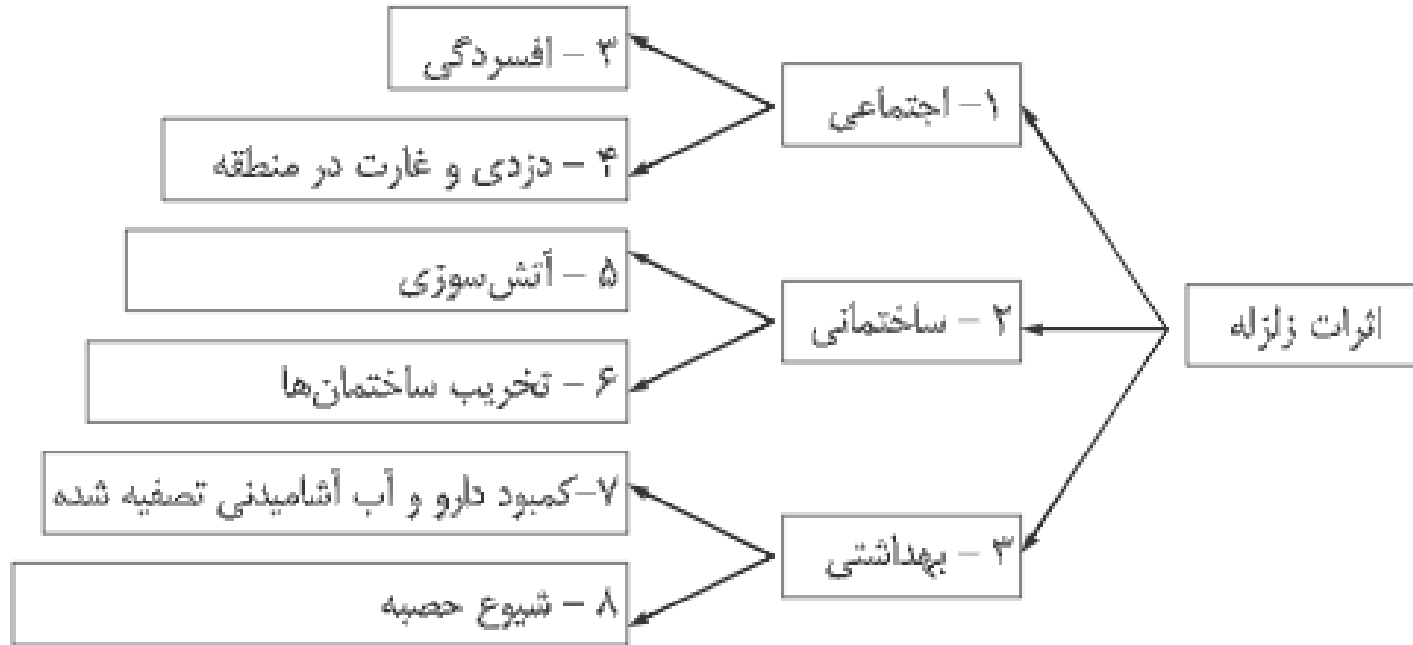 اثرات زلزله
۱– اجتماعی
۳ – افسردگی
۴ – دزدی و غارت در منطقه
۲ – ساختمانی
۵ – آتش‌سوزی
۶ – تخریب ساختمان‌ها
۳ – بهداشتی
۷–کمبود دارو و آب آشامیدنی تصفیه شده
۸ – شیوع حصبه